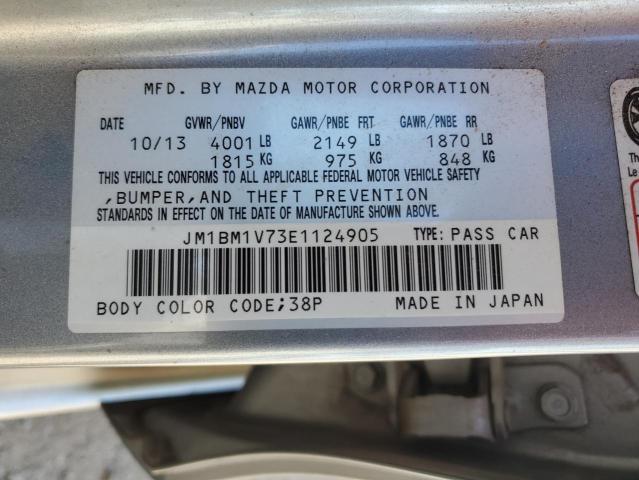 MFD. BY MAZDA MOTOR CORPORATION
DATE GVWR/PNBV GAWR/PNBE FRT GAWR/PNBE RR
10/13 4001 LB 2149 LB 1870 LB
1815 KG 975 KG 848 KG
THIS VEHICLE CONFORMS TO ALL APPLICABLE FEDERAL MOTOR VEHICLE SAFETY
,BUMPER,AND THEFT PREVENTION
STANDARDS IN EFFECT ON THE DATE OF MANUFACTURE SHOWN ABOVE.
JM1BM1V73E1124905 TYPE: PASS CAR
BODY COLOR CODE;38P MADE IN JAPAN
Th
Le